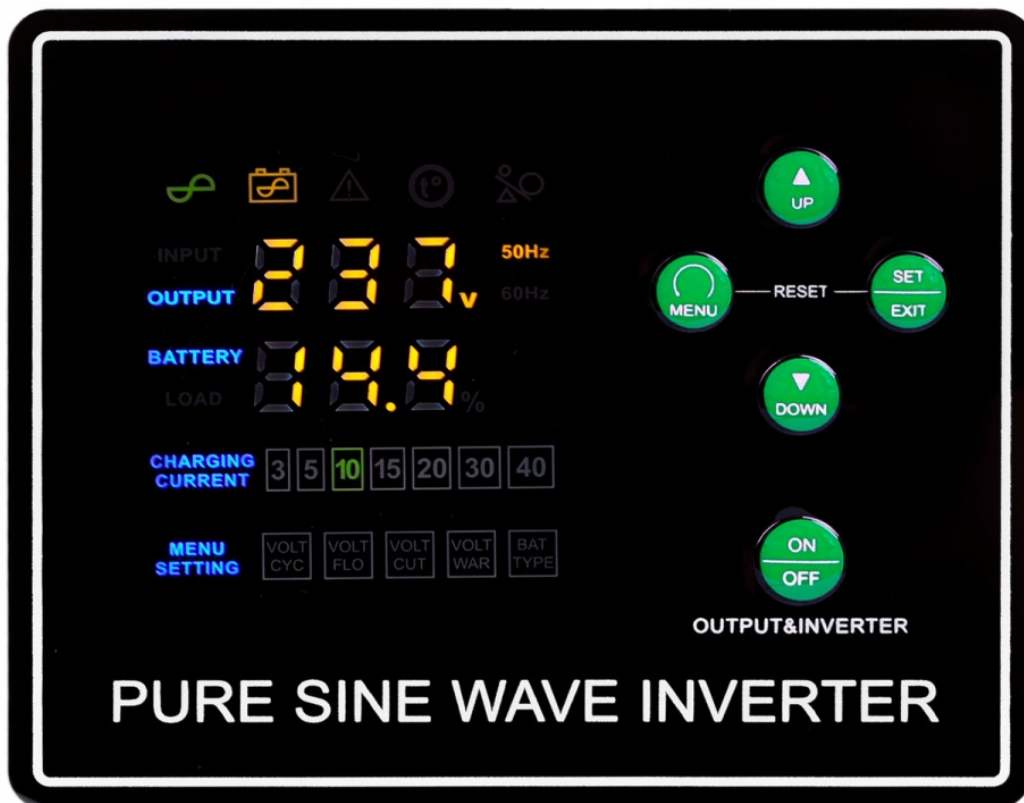 t°
INPUT
237 v
50Hz
OUTPUT
60Hz
BATTERY
14.4
LOAD
%
CHARGING CURRENT
3 5 10 15 20 30 40
MENU SETTING
VOLT CYC
VOLT FLO
VOLT CUT
VOLT WAR
BAT TYPE
UP
MENU
RESET
SET
EXIT
DOWN
ON
OFF
OUTPUT&INVERTER
PURE SINE WAVE INVERTER